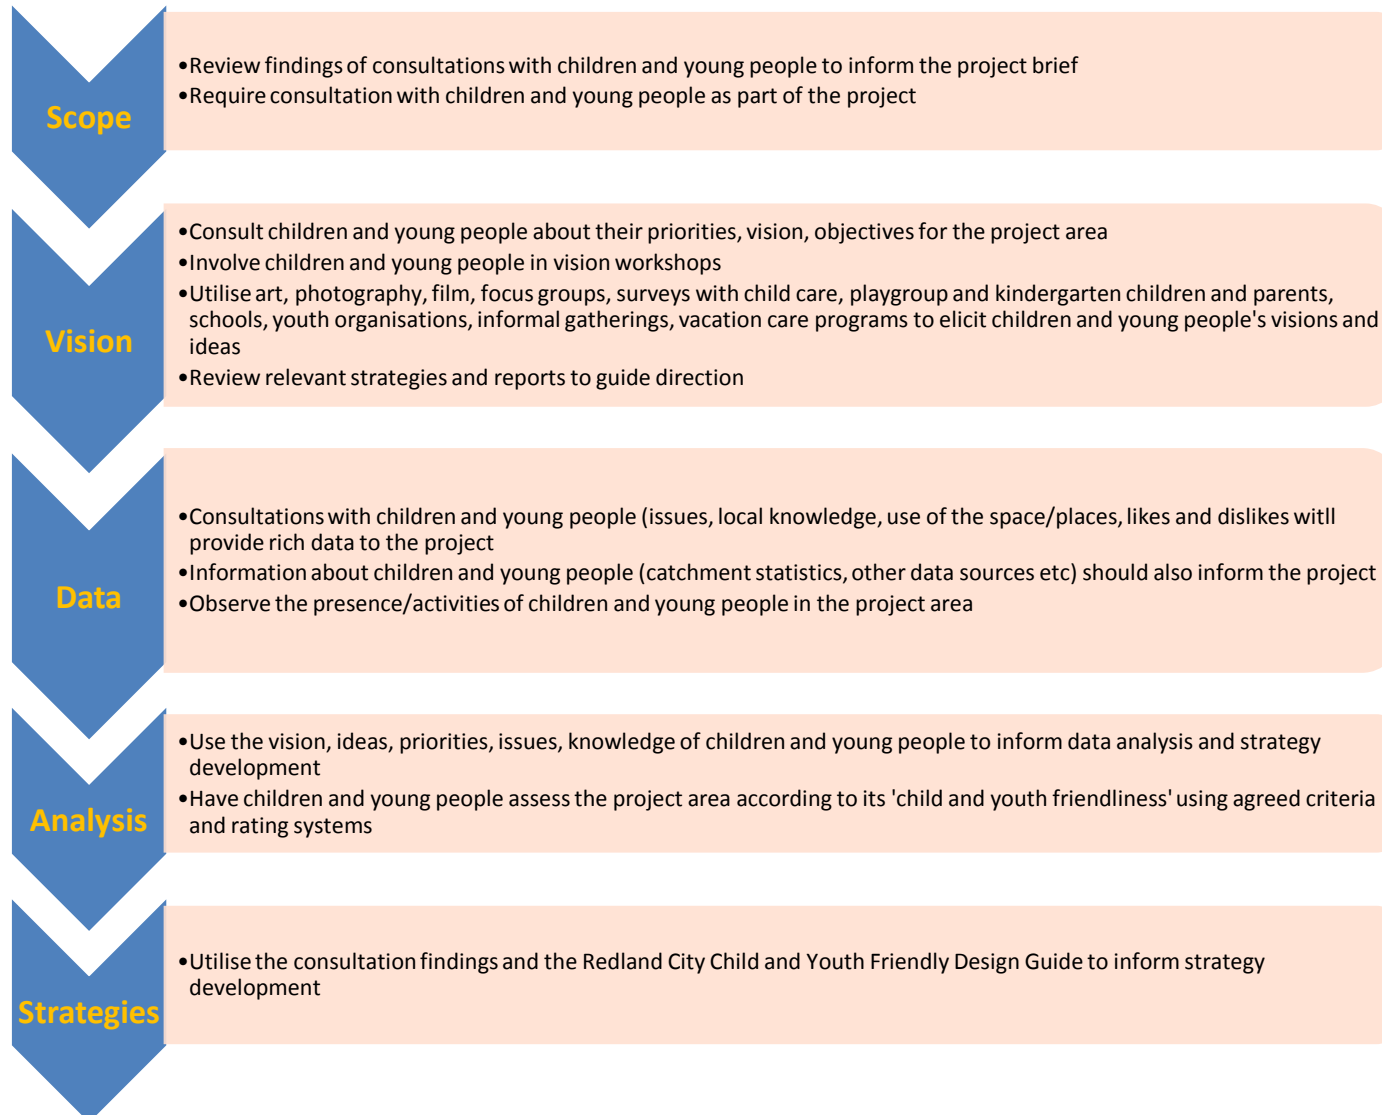 Scope
•Review findings of consultations with children and young people to inform the project brief
•Require consultation with children and young people as part of the project
Vision
•Consult children and young people about their priorities, vision, objectives for the project area
•Involve children and young people in vision workshops
•Utilise art, photography, film, focus groups, surveys with child care, playgroup and kindergarten children and parents,
schools, youth organisations, informal gatherings, vacation care programs to elicit children and young people's visions and
ideas
•Review relevant strategies and reports to guide direction
Data
•Consultations with children and young people (issues, local knowledge, use of the space/places, likes and dislikes witll
provide rich data to the project
•Information about children and young people (catchment statistics, other data sources etc) should also inform the project
•Observe the presence/activities of children and young people in the project area
Analysis
•Use the vision, ideas, priorities, issues, knowledge of children and young people to inform data analysis and strategy
development
•Have children and young people assess the project area according to its 'child and youth friendliness' using agreed criteria
and rating systems
Strategies
•Utilise the consultation findings and the Redland City Child and Youth Friendly Design Guide to inform strategy
development